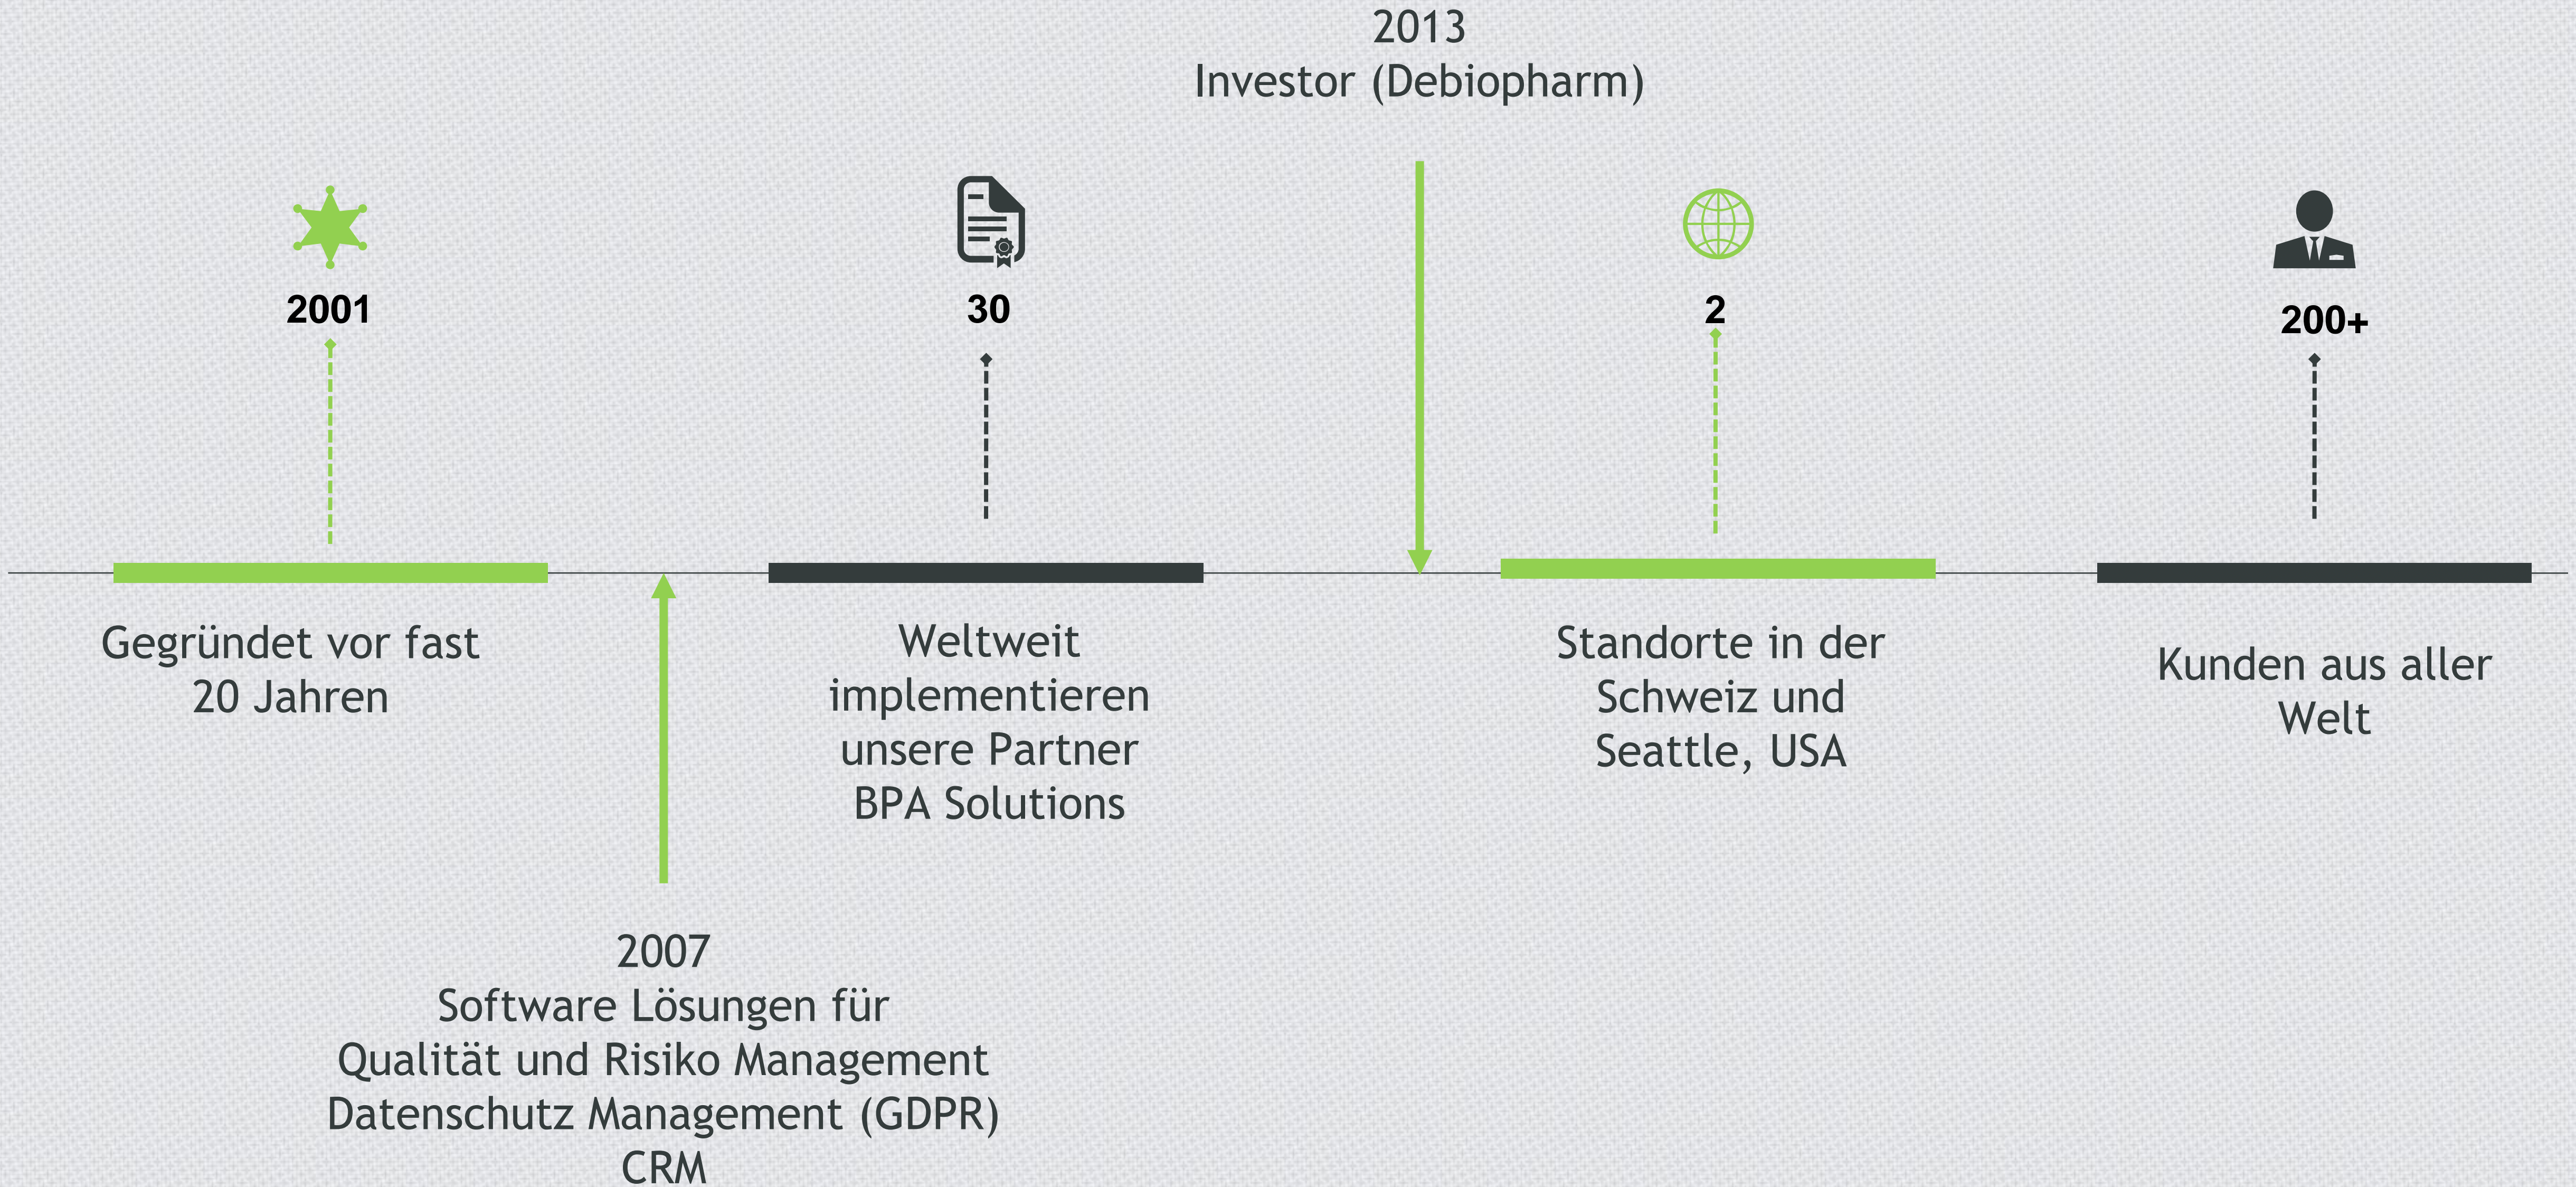 2013
Investor (Debiopharm)
2001
30
2
200+
Gegründet vor fast
20 Jahren
Weltweit
implementieren
unsere Partner
BPA Solutions
Standorte in der
Schweiz und
Seattle, USA
Kunden aus aller
Welt
2007
Software Lösungen für
Qualität und Risiko Management
Datenschutz Management (GDPR)
CRM